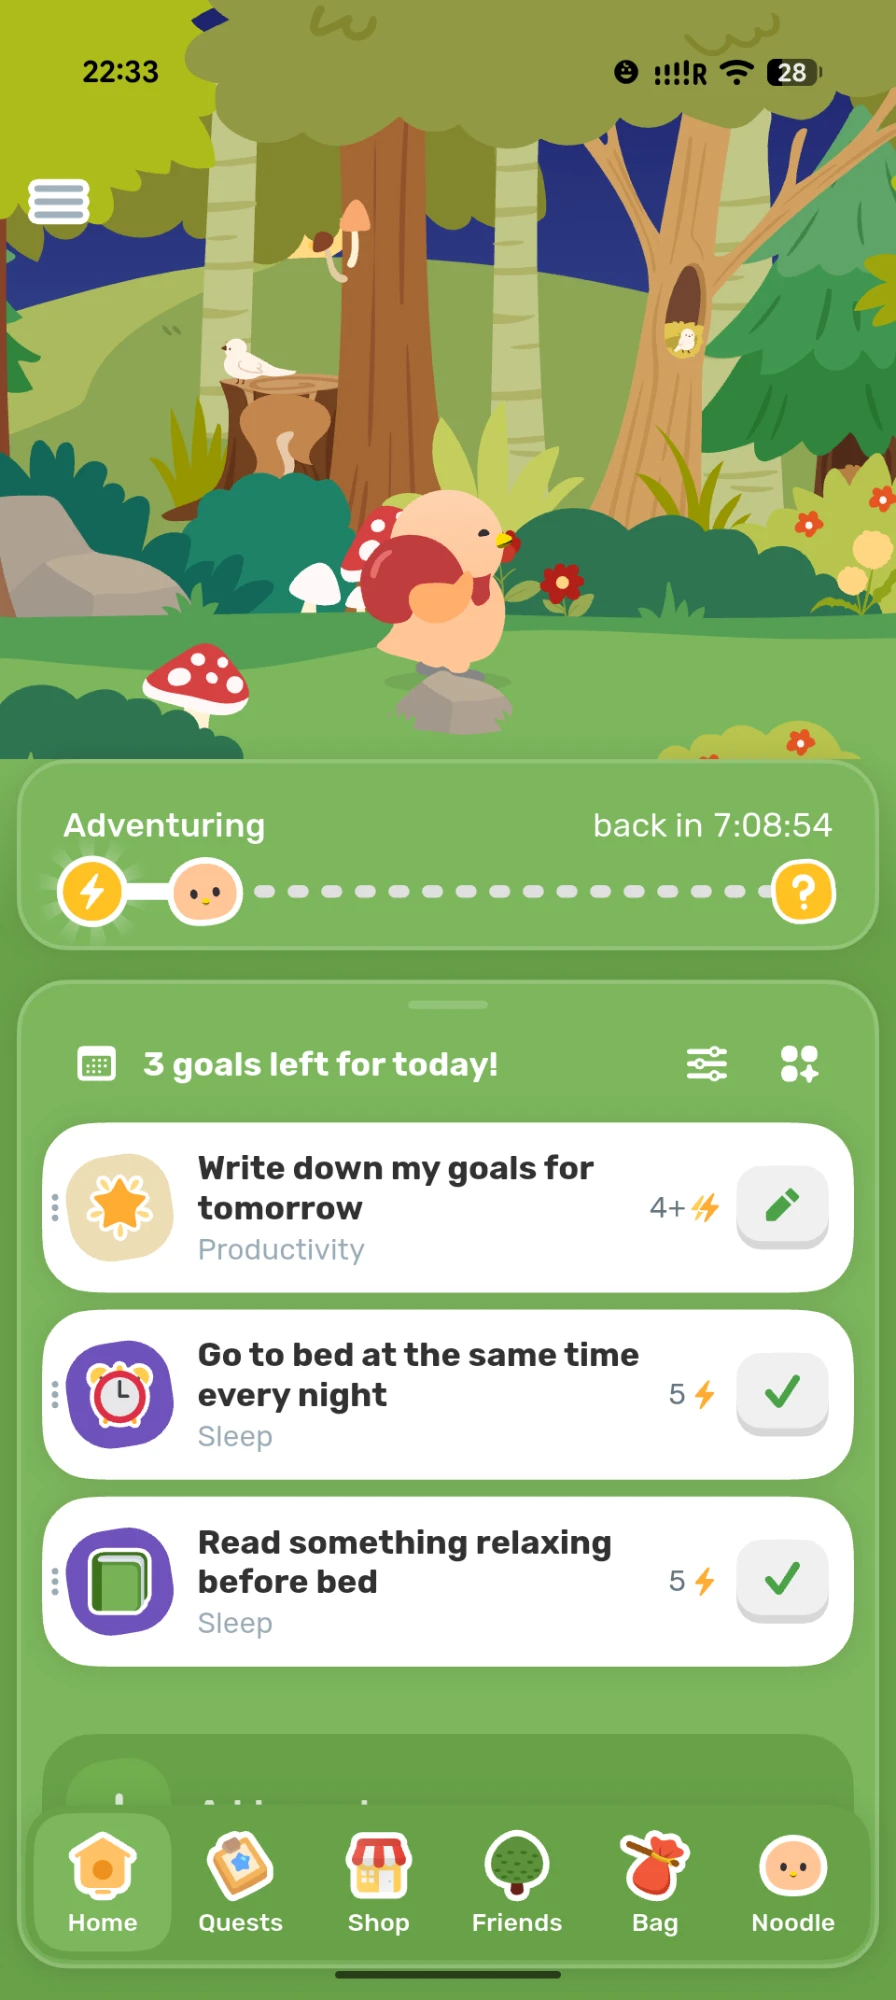 22:33
R
28
Adventuring
back in 7:08:54
3 goals left for today!
Write down my goals for
tomorrow
Productivity
4+
Go to bed at the same time
every night
Sleep
5
Read something relaxing
before bed
Sleep
5
Home
Quests
Shop
Friends
Bag
Noodle